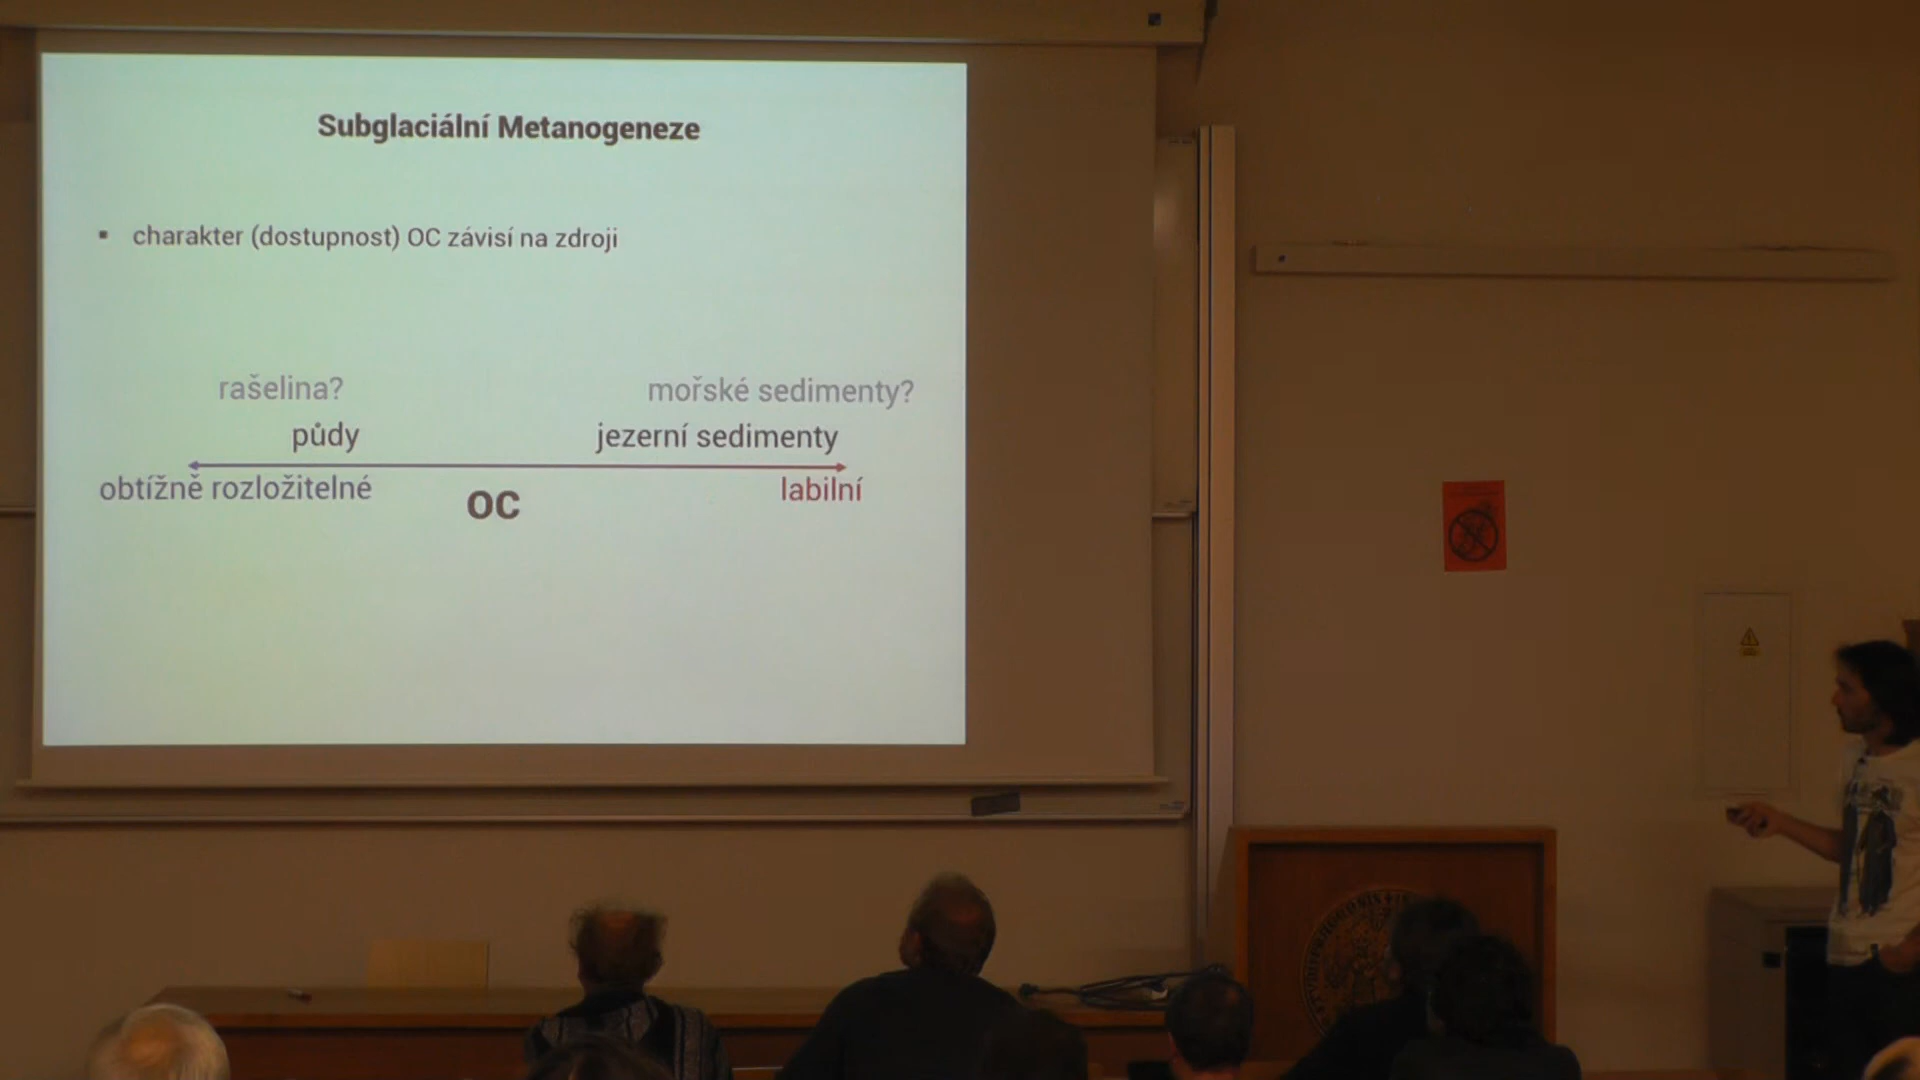 Subglaciální Metanogeneze
▪ charakter (dostupnost) OC závisí na zdroji
rašelina?
mořské sedimenty?
půdy
jezerní sedimenty
obtížně rozložitelné
OC
labilní